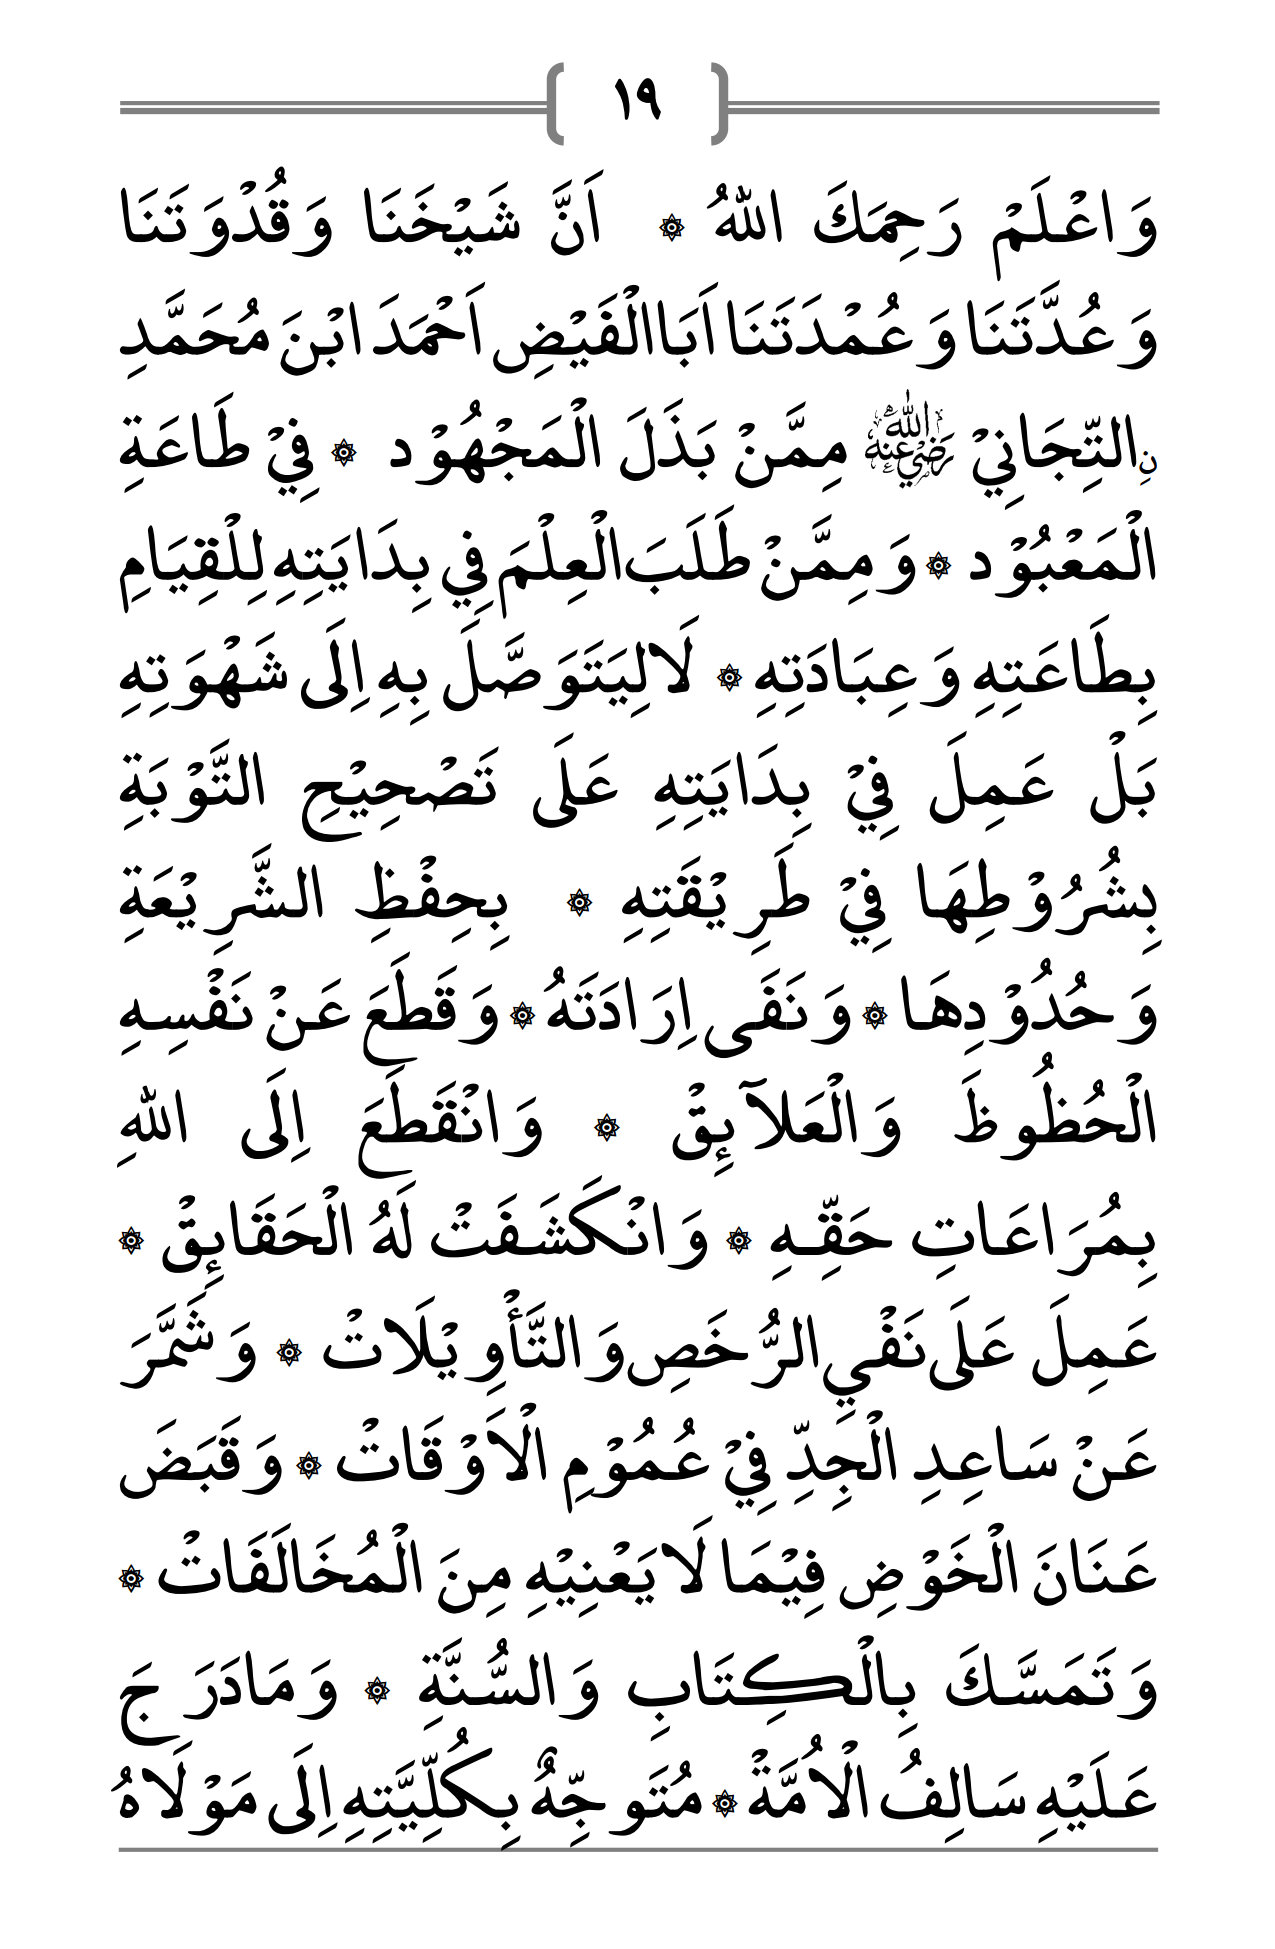 ١٩
وَاعْلَمْ رَحِمَكَ اللهُ ۞ اَنَّ شَيْخَنَا وَقُدْوَتَنَا
وَعُدَّتَنَا وَعُمْدَتَنَا اَبَاالْفَيْضِ اَحْمَدَ ابْنَ مُحَمَّدِ
نِ التِّجَانِيْ رَضِيَ اللّٰهُ عَنْهُ مِمَّنْ بَذَلَ الْمَجْهُوْد ۞ فِيْ طَاعَةِ
الْمَعْبُوْد ۞ وَمِمَّنْ طَلَبَ الْعِلْمَ فِي بِدَايَتِهِ لِلْقِيَامِ
بِطَاعَتِهِ وَعِبَادَتِهِ ۞ لَالِيَتَوَصَّلَ بِهِ اِلَى شَهْوَتِهِ
بَلْ عَمِلَ فِيْ بِدَايَتِهِ عَلَى تَصْحِيْحِ التَّوْبَةِ
بِشُرُوْطِهَا فِيْ طَرِيْقَتِهِ ۞ بِحِفْظِ الشَّرِيْعَةِ
وَحُدُوْدِهَا ۞ وَنَفَى اِرَادَتَهُ ۞ وَقَطَعَ عَنْ نَفْسِهِ
الْحُظُوظَ وَالْعَلآئِقْ ۞ وَانْقَطَعَ اِلَى اللهِ
بِمُرَاعَاتِ حَقِّهِ ۞ وَانْكَشَفَتْ لَهُ الْحَقَائِقْ ۞
عَمِلَ عَلَى نَفْيِ الرُّخَصِ وَالتَّأْوِيْلَاتْ ۞ وَشَمَّرَ
عَنْ سَاعِدِ الْجِدِّ فِيْ عُمُوْمِ الْاَوْقَاتْ ۞ وَقَبَضَ
عَنَانَ الْخَوْضِ فِيْمَا لَايَعْنِيْهِ مِنَ الْمُخَالَفَاتْ ۞
وَتَمَسَّكَ بِالْكِتَابِ وَالسُّنَّةِ ۞ وَمَادَرَجَ
عَلَيْهِ سَالِفُ الْاُمَّةْ ۞ مُتَوَجِّهٌ بِكُلِّيَّتِهِ اِلَى مَوْلَاهُ